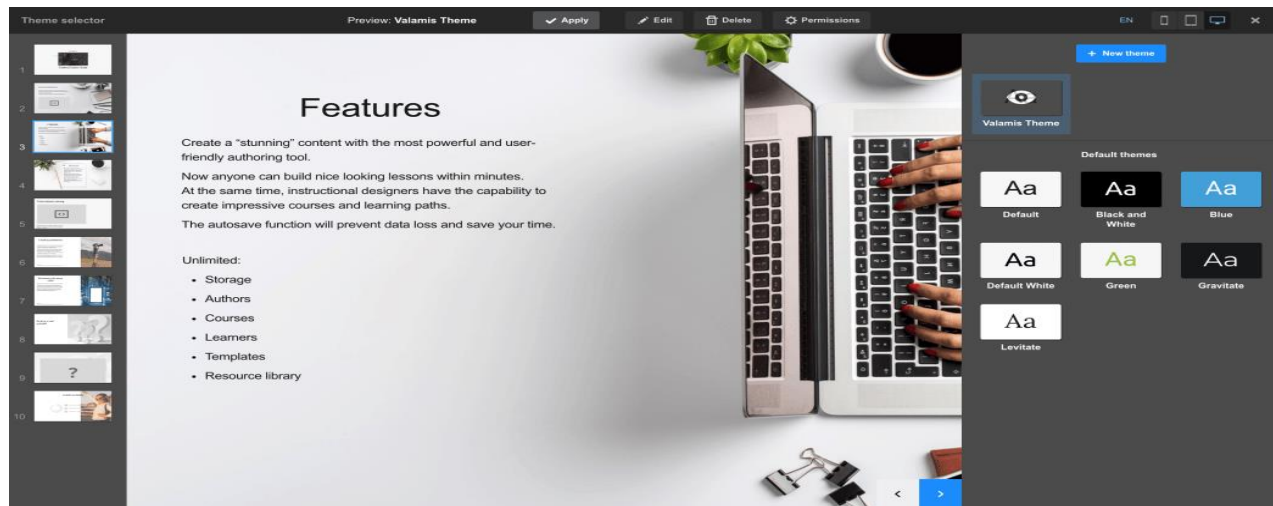 Theme selector
Preview: Valamis Theme
Apply
Edit
Delete
Permissions
EN
1
2
3
4
5
6
7
8
9
?
10
Features
Create a “stunning” content with the most powerful and user-
friendly authoring tool.
Now anyone can build nice looking lessons within minutes.
At the same time, instructional designers have the capability to
create impressive courses and learning paths.
The autosave function will prevent data loss and save your time.
Unlimited:
• Storage
• Authors
• Courses
• Learners
• Templates
• Resource library
+ New theme
Valamis Theme
Default themes
Aa
Default
Aa
Black and
White
Aa
Blue
Aa
Default White
Aa
Green
Aa
Gravitate
Aa
Levitate